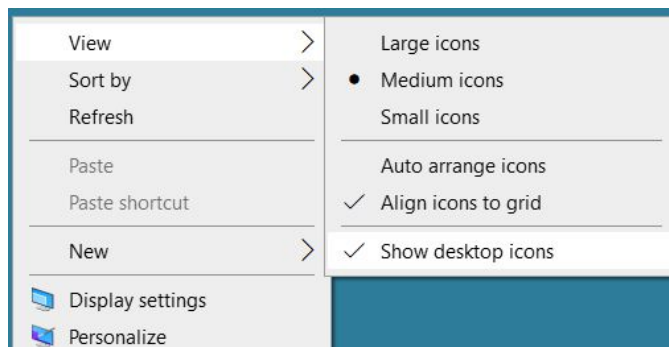 View
Sort by
Refresh
Paste
Paste shortcut
New
Display settings
Personalize
Large icons
Medium icons
Small icons
Auto arrange icons
Align icons to grid
Show desktop icons